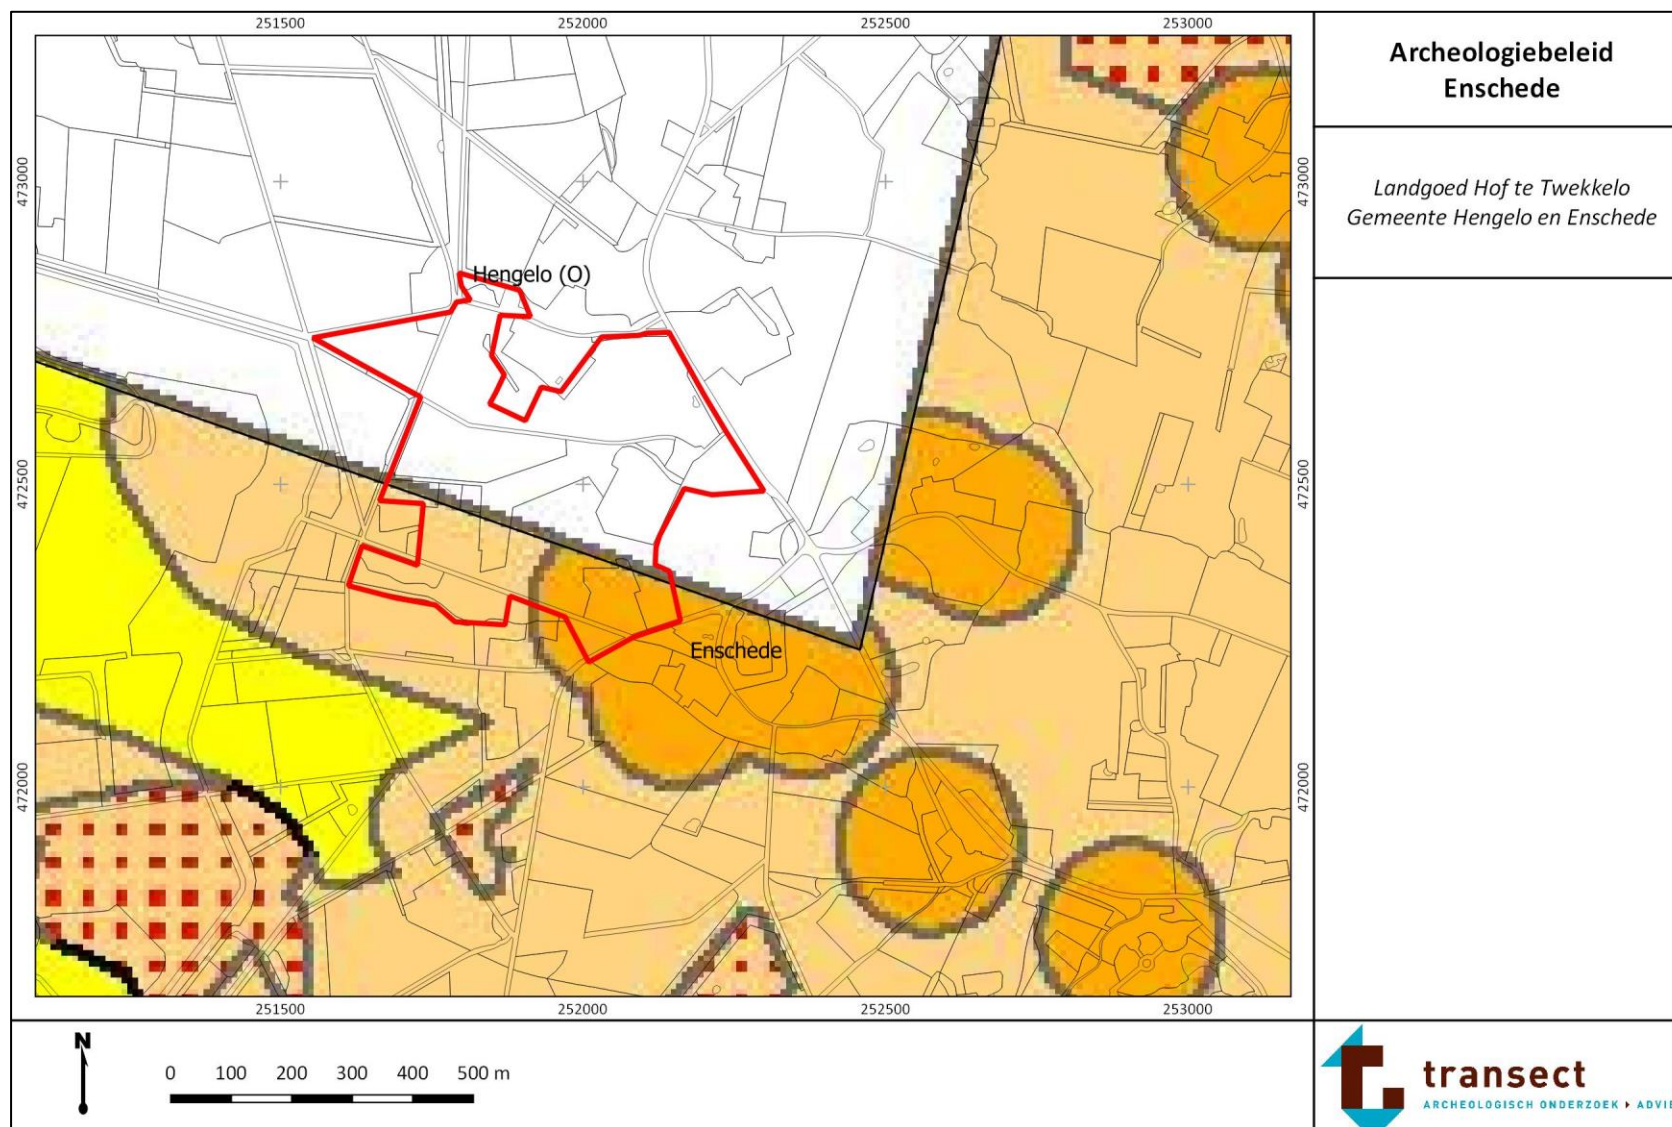 251500 252000 252500 253000
Archeologiebeleid
Enschede
Landgoed Hof te Twekkelo
Gemeente Hengelo en Enschede
473000 473000
Hengelo (O)
472500 472500
Enschede
472000 472000
251500 252000 252500 253000
N
0 100 200 300 400 500 m
transect
ARCHEOLOGISCH ONDERZOEK ▸ ADVIE